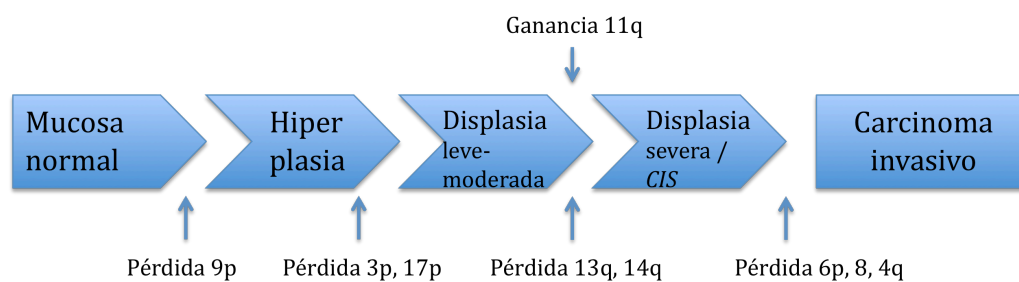 Ganancia 11q
Mucosa
normal
Hiper
plasia
Displasia
leve-
moderada
Displasia
severa /
CIS
Carcinoma
invasivo
Pérdida 9p
Pérdida 3p, 17p
Pérdida 13q, 14q
Pérdida 6p, 8, 4q